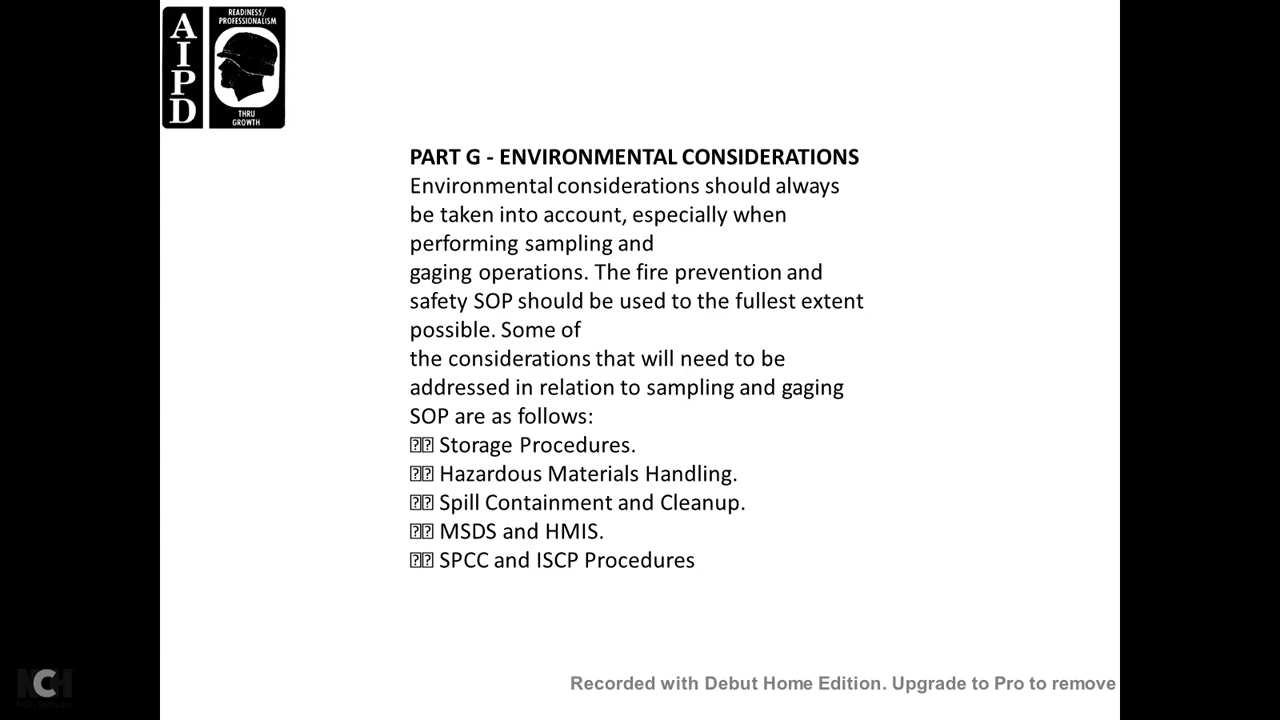 A
I
P
D
READINESS/
PROFESSIONALISM
THRU
GROWTH
PART G - ENVIRONMENTAL CONSIDERATIONS
Environmental considerations should always
be taken into account, especially when
performing sampling and
gaging operations. The fire prevention and
safety SOP should be used to the fullest extent
possible. Some of
the considerations that will need to be
addressed in relation to sampling and gaging
SOP are as follows:
⍰⍰ Storage Procedures.
⍰⍰ Hazardous Materials Handling.
⍰⍰ Spill Containment and Cleanup.
⍰⍰ MSDS and HMIS.
⍰⍰ SPCC and ISCP Procedures
NCH
NCH Software
Recorded with Debut Home Edition. Upgrade to Pro to remove